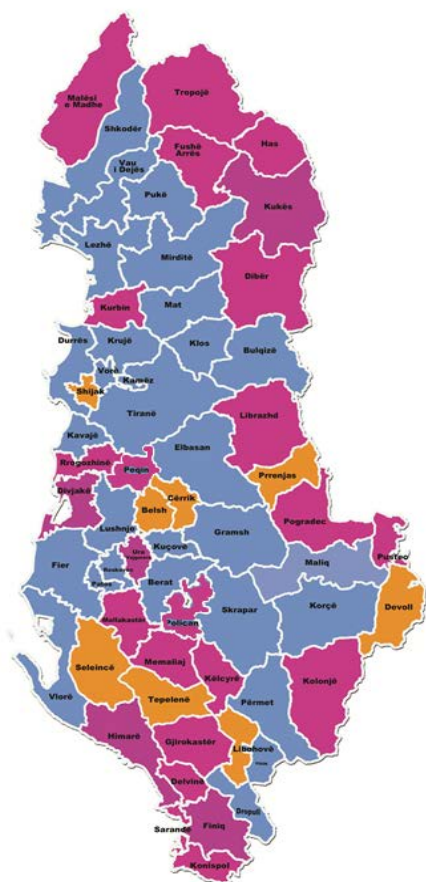 Malësi
e Madhe
Tropojë
Shkodër
Fushë
Arrës
Has
Vau
i Dejës
Pukë
Kukës
Lezhë
Mirditë
Dibër
Kurbin
Mat
Durrës
Krujë
Klos
Bulqizë
Vorë
Kamëz
Shijak
Tiranë
Librazhd
Kavajë
Elbasan
Rrogozhinë
Peqin
Prrenjas
Divjakë
Cërrik
Belsh
Pogradec
Lushnje
Gramsh
Ura
Kuçovë
Pustec
Fier
Maliq
Berat
Skrapar
Korçë
Devoll
Mallakastër
Poliçan
Seleincë
Memaliaj
Këlcyrë
Kolonjë
Vlorë
Tepelenë
Përmet
Himarë
Gjirokastër
Libohovë
Delvinë
Dropull
Sarandë
Finiq
Konispol